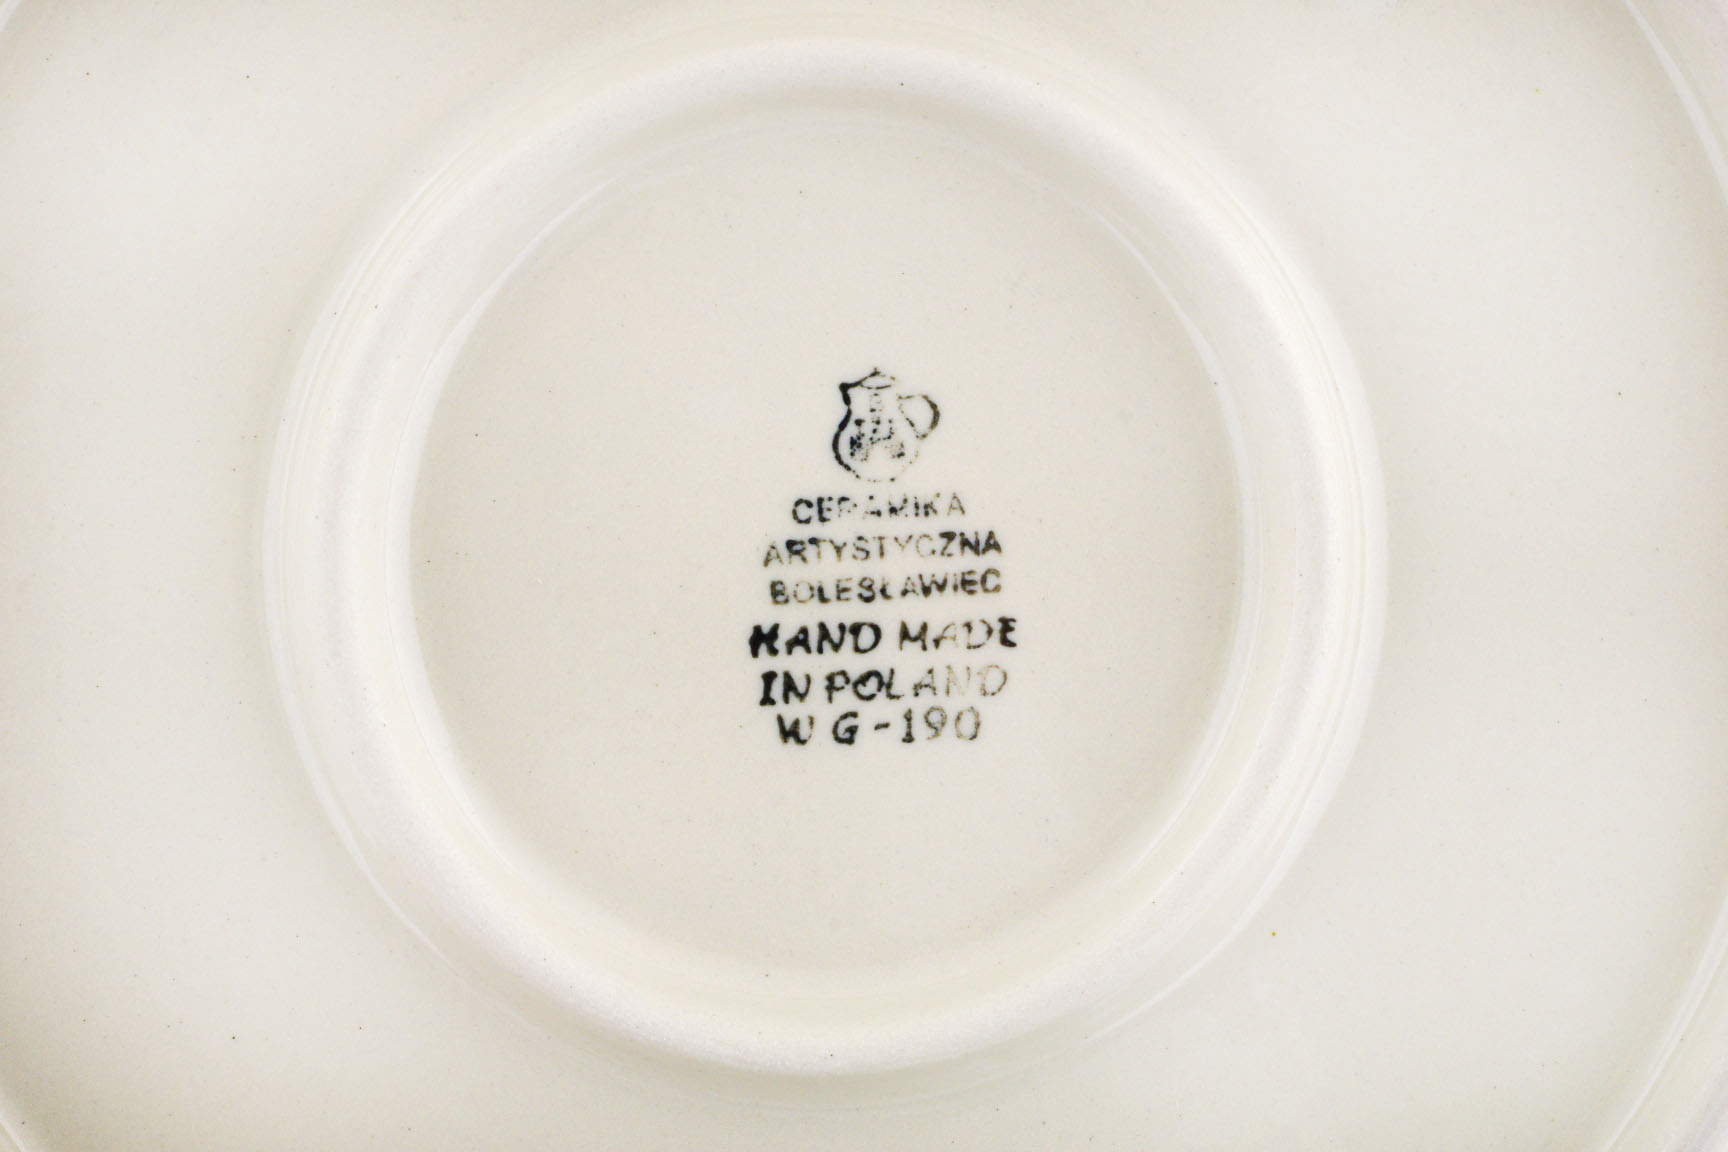 CERAMIKA
ARTYSTYCZNA
BOLESŁAWIEC
HAND MADE
IN POLAND
W G - 190